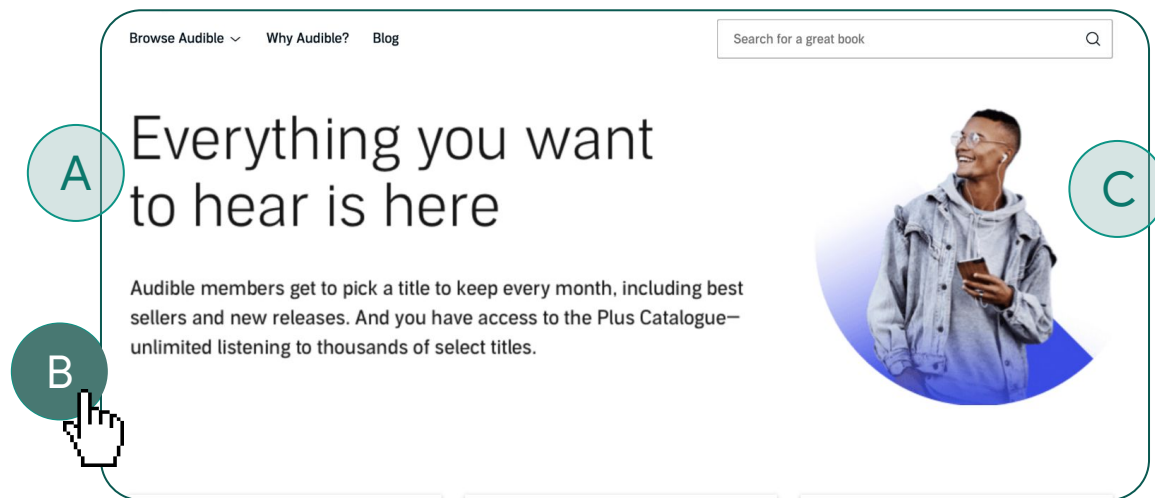 Browse Audible Why Audible? Blog Search for a great book
Everything you want
to hear is here
A
C
Audible members get to pick a title to keep every month, including best
sellers and new releases. And you have access to the Plus Catalogue—
unlimited listening to thousands of select titles.
B